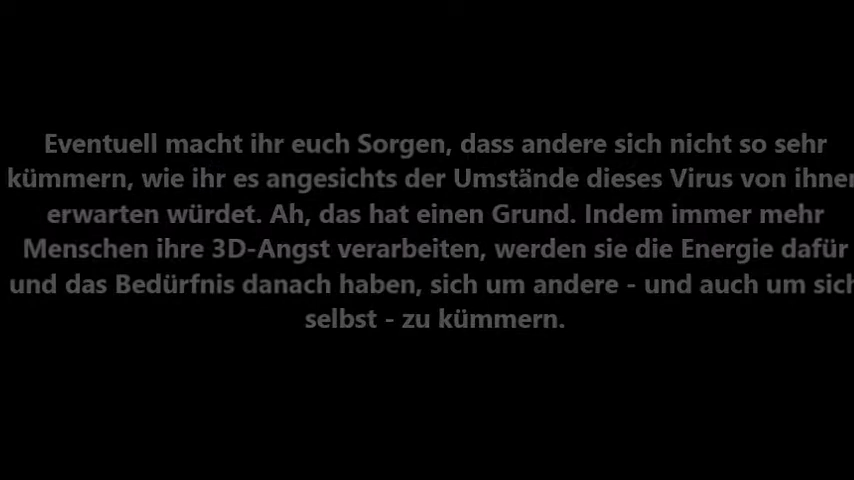 Eventuell macht ihr euch Sorgen, dass andere sich nicht so sehr
kümmern, wie ihr es angesichts der Umstände dieses Virus von ihnen
erwarten würdet. Ah, das hat einen Grund. Indem immer mehr
Menschen ihre 3D-Angst verarbeiten, werden sie die Energie dafür
und das Bedürfnis danach haben, sich um andere - und auch um sich
selbst - zu kümmern.